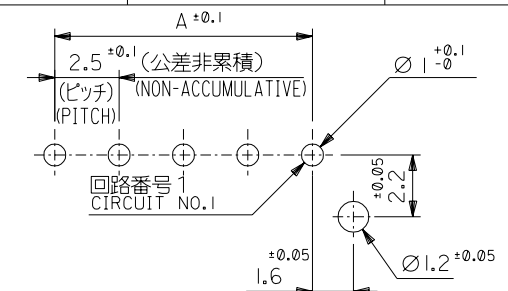 A ±0.1
2.5 ±0.1 (公差非累積)
(ピッチ) (NON-ACCUMULATIVE)
(PITCH)
Ø 1 +0.1 -0
回路番号 1
CIRCUIT NO.1
2.2 ±0.05
1.6 ±0.05
Ø1.2 ±0.05